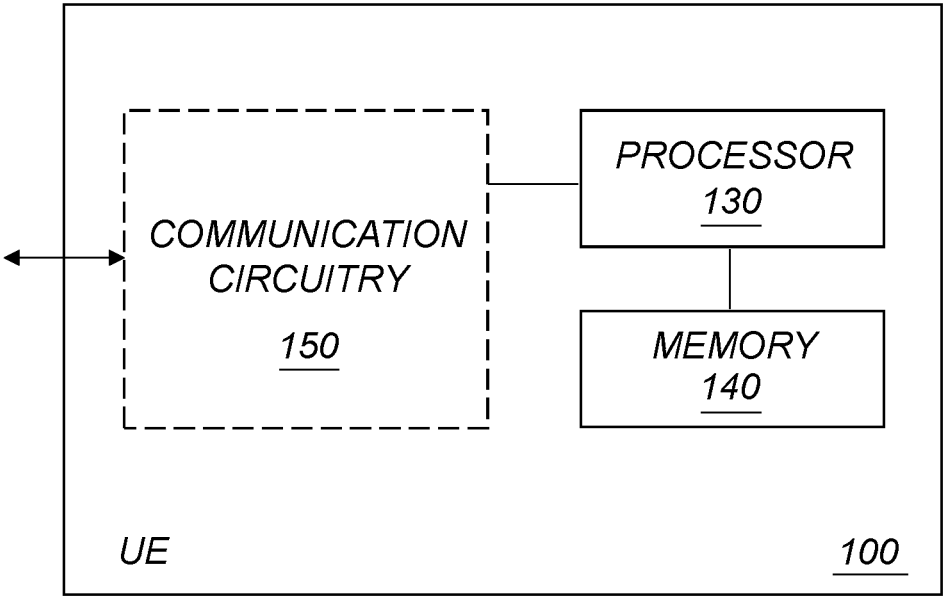 COMMUNICATION
CIRCUITRY
150
PROCESSOR
130
MEMORY
140
UE
100